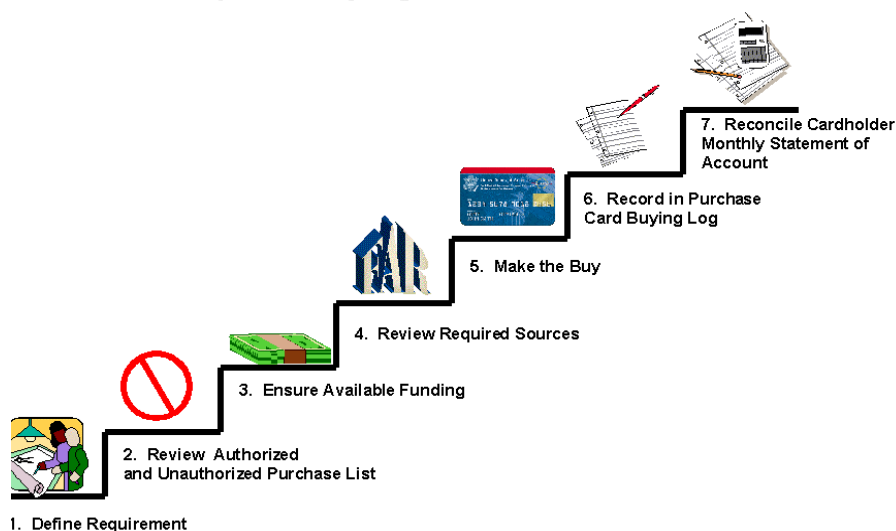 7. Reconcile Cardholder
Monthly Statement of
Account
6. Record in Purchase
Card Buying Log
5. Make the Buy
FAR
4. Review Required Sources
3. Ensure Available Funding
2. Review Authorized
and Unauthorized Purchase List
1. Define Requirement